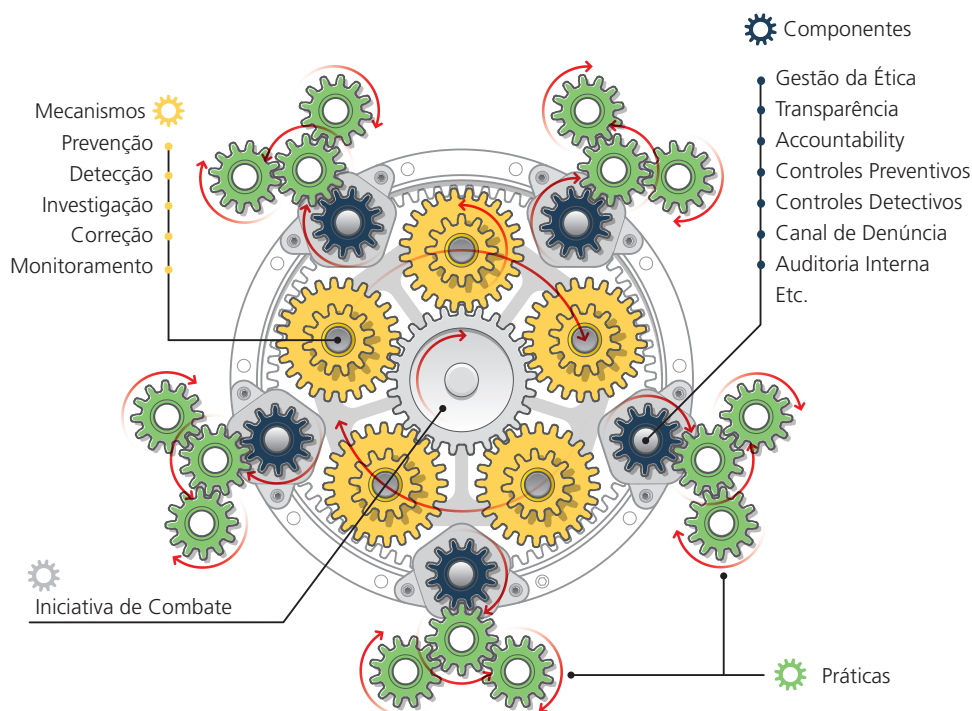 Componentes
Gestão da Ética
Transparência
Accountability
Controles Preventivos
Controles Detectivos
Canal de Denúncia
Auditoria Interna
Etc.
Mecanismos
Prevenção
Detecção
Investigação
Correção
Monitoramento
Iniciativa de Combate
Práticas